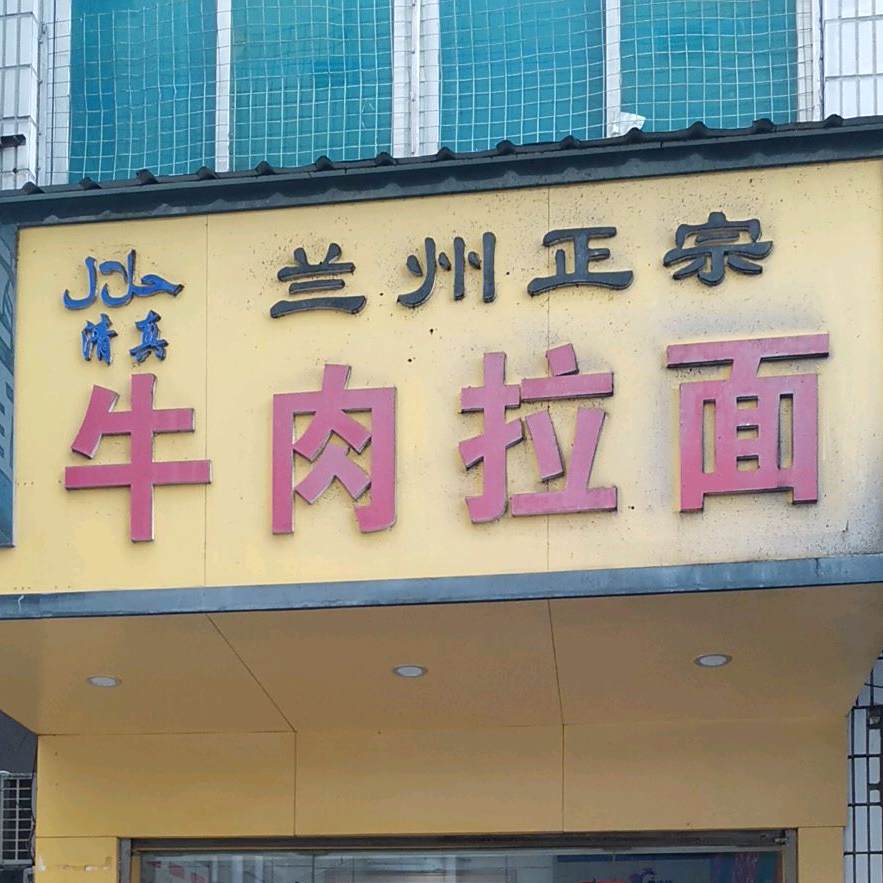 حلال
清真
兰州正宗
牛肉拉面